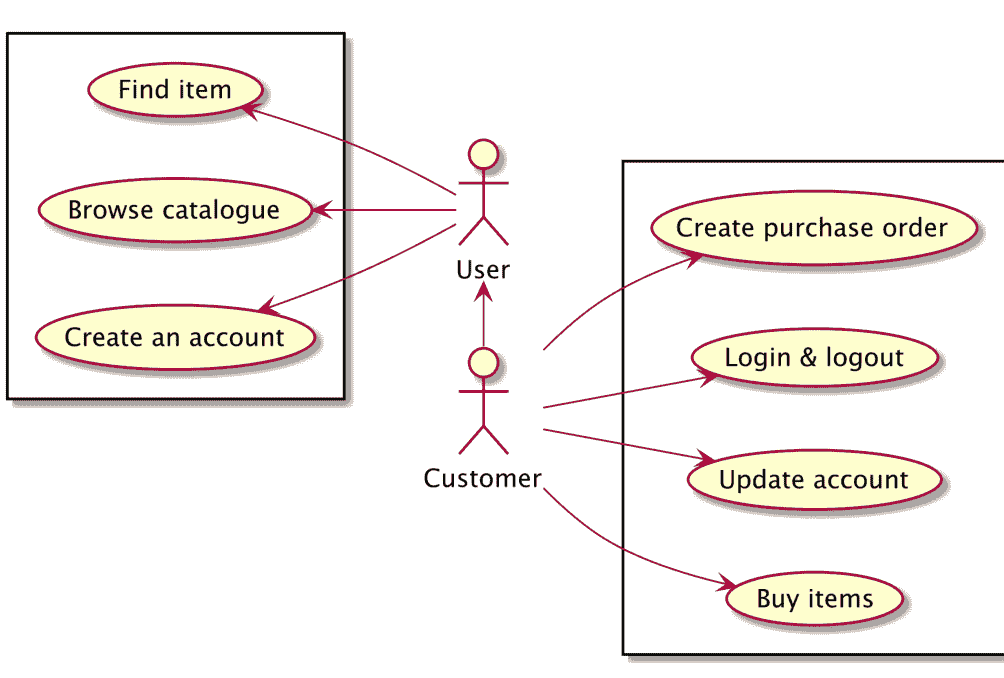 Find item
Browse catalogue
Create an account
User
Customer
Create purchase order
Login & logout
Update account
Buy items